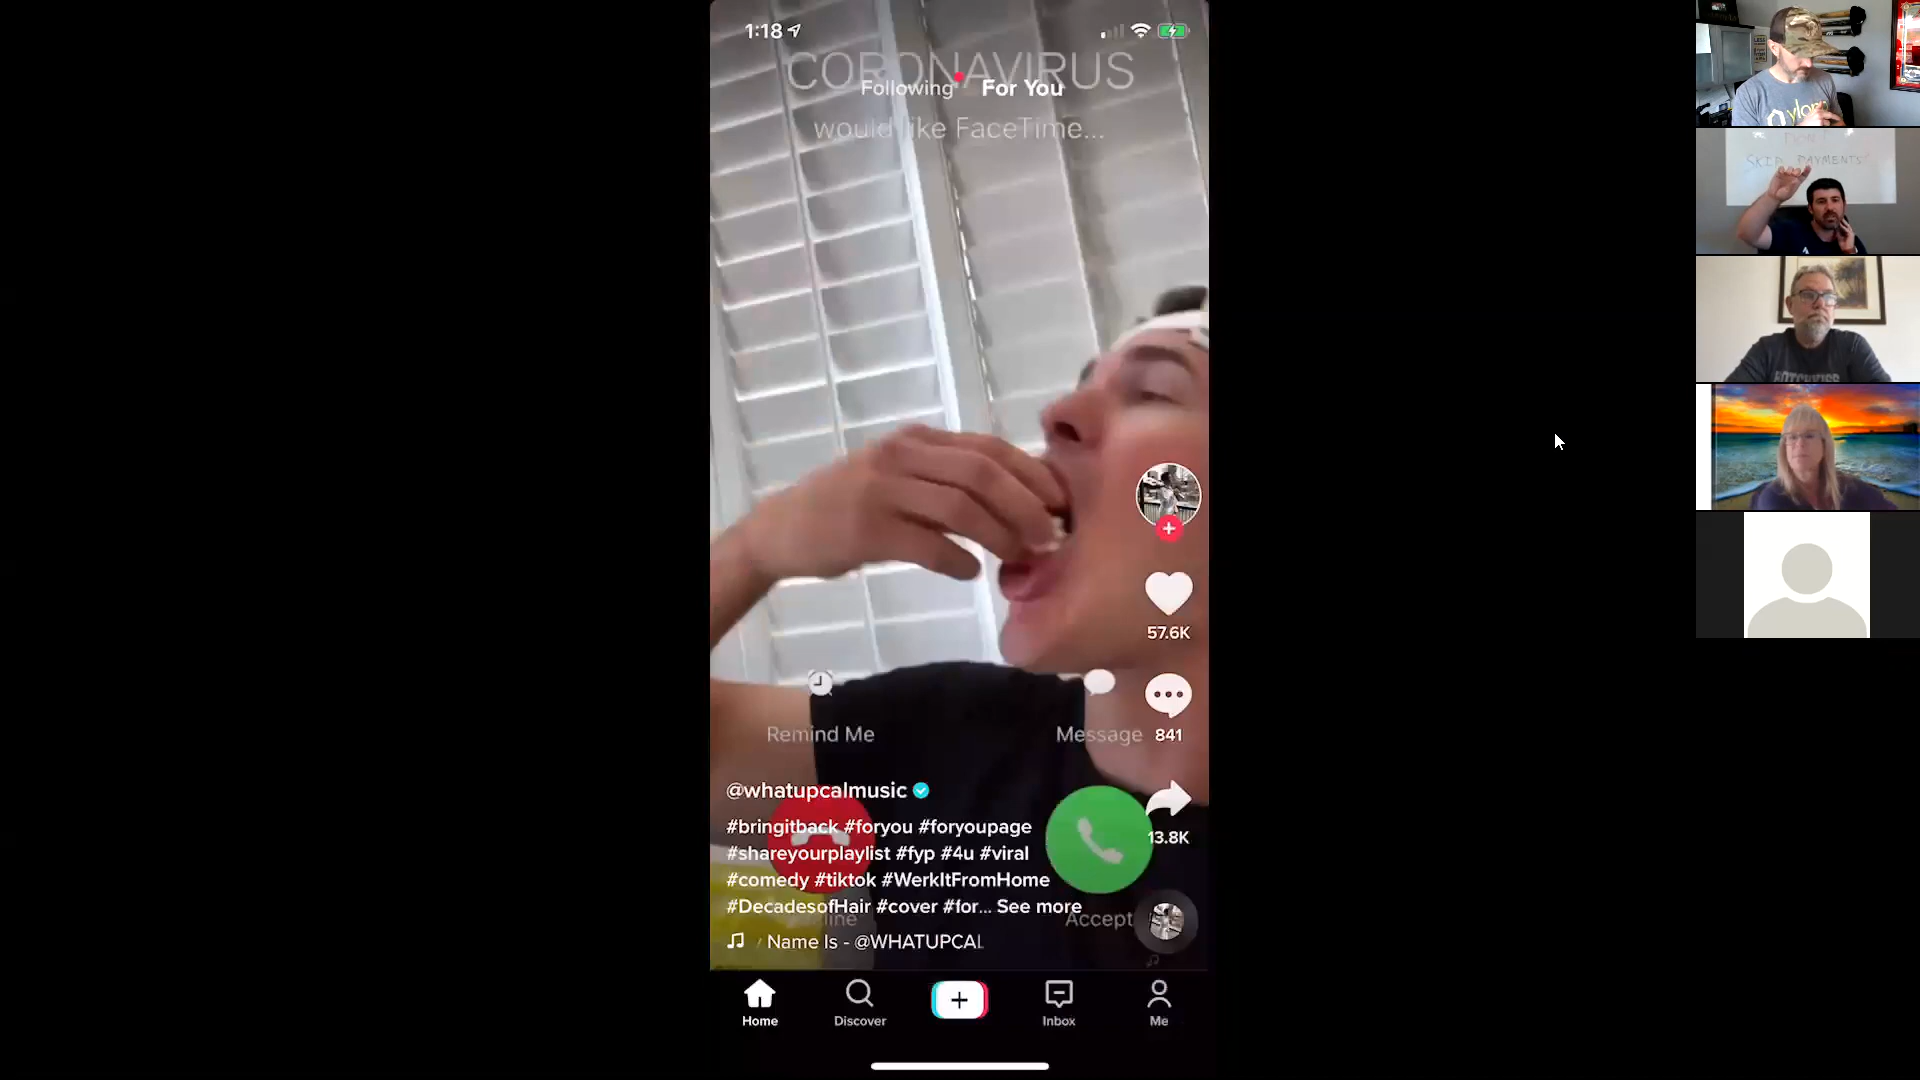 1:18
CORONAVIRUS
Following
For You
would like FaceTime...
57.6K
Remind Me
Message
841
@whatupcalmusic
#bringitback #foryou #foryoupage
#shareyourplaylist #fyp #4u #viral
#comedy #tiktok #WerkItFromHome
#DecadesofHair #cover #for... See more
13.8K
Accept
Name Is - @WHATUPCAL
Home
Discover
Inbox
Me
SKIP PAYMENTS